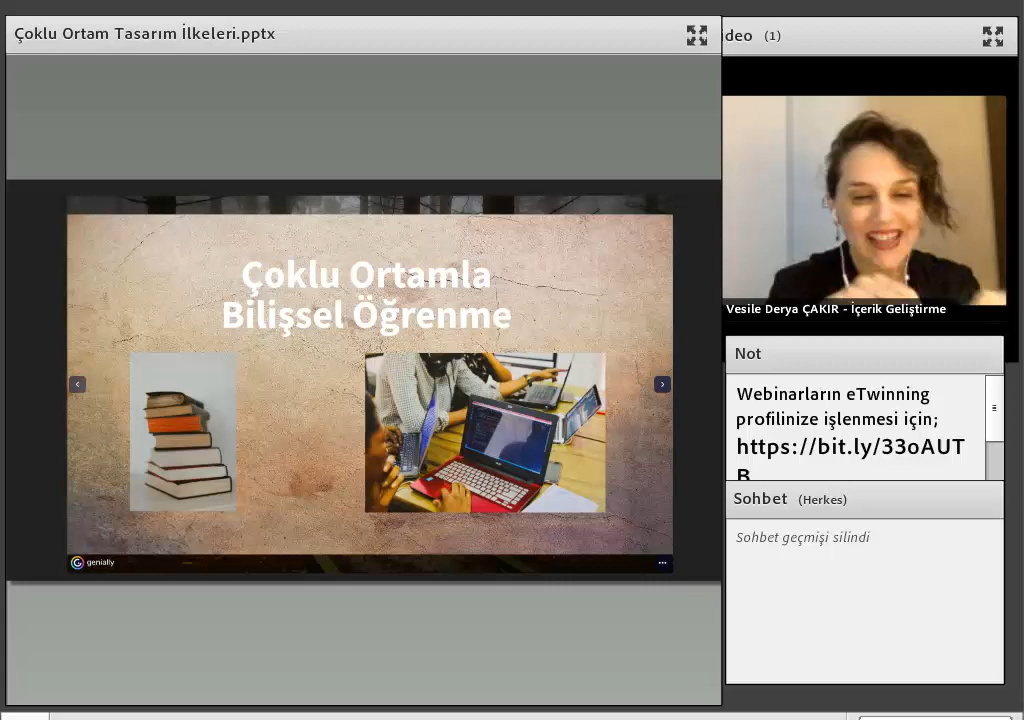 Çoklu Ortam Tasarım İlkeleri.pptx
ideo (1)
Çoklu Ortamla
Bilişsel Öğrenme
genially
Vesile Derya ÇAKIR - İçerik Geliştirme
Not
Webinarların eTwinning
profilinize işlenmesi için;
https://bit.ly/33oAUT
B
Sohbet (Herkes)
Sohbet geçmişi silindi